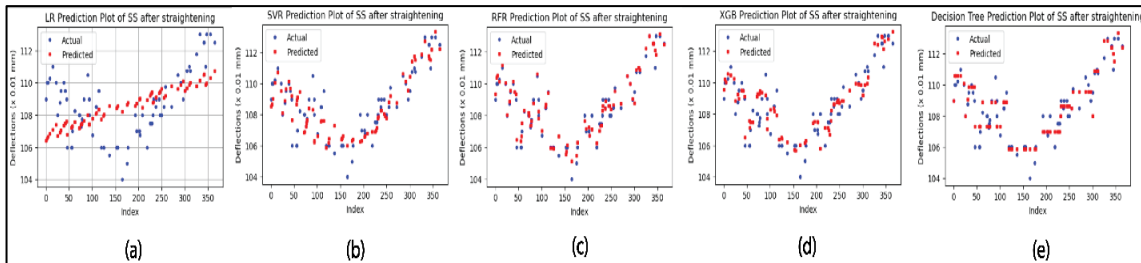 LR Prediction Plot of SS after straightening
Actual
Predicted
Deflections (x 0.01 mm)
112
110
108
106
104
0 50 100 150 200 250 300 350
Index
(a)
SVR Prediction Plot of SS after straightening
Actual
Predicted
Deflections (x 0.01 mm)
112
110
108
106
104
0 50 100 150 200 250 300 350
Index
(b)
RFR Prediction Plot of SS after straightening
Actual
Predicted
Deflections (x 0.01 mm)
112
110
108
106
104
0 50 100 150 200 250 300 350
Index
(c)
XGB Prediction Plot of SS after straightening
Actual
Predicted
Deflections (x 0.01 mm)
112
110
108
106
104
0 50 100 150 200 250 300 350
Index
(d)
Decision Tree Prediction Plot of SS after straightening
Actual
Predicted
Deflections (x 0.01 mm)
112
110
108
106
104
0 50 100 150 200 250 300 350
Index
(e)